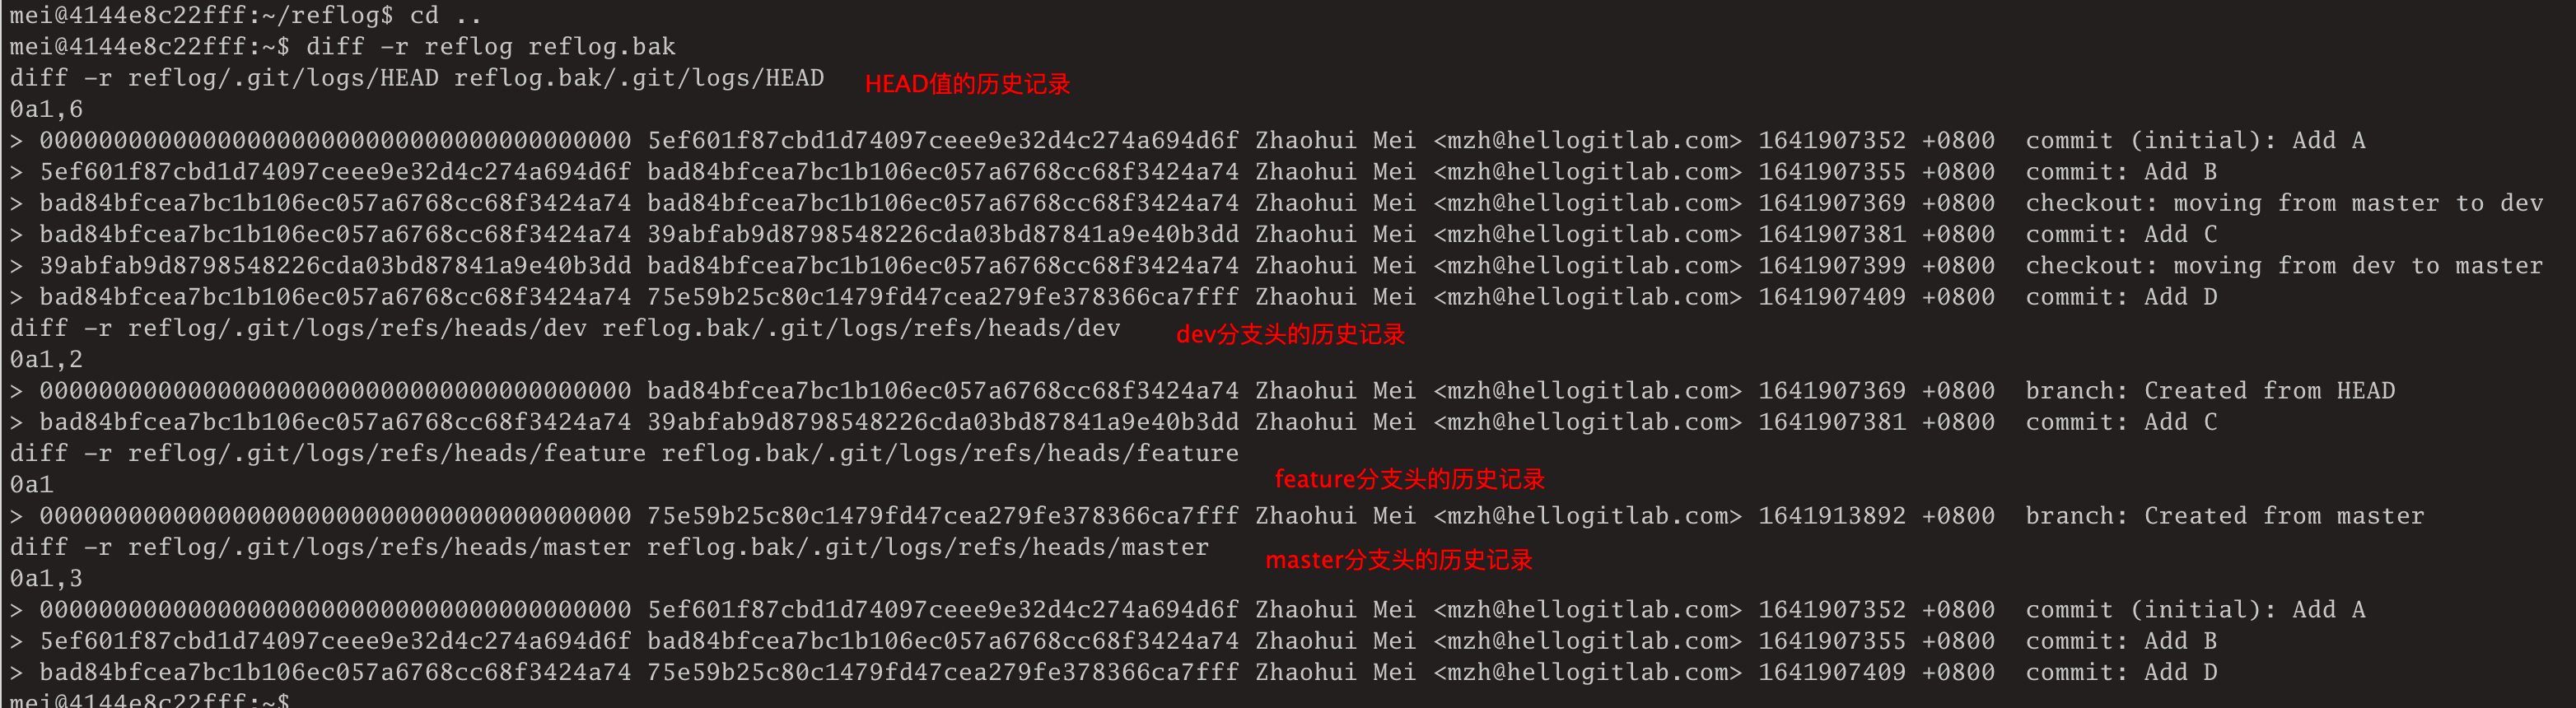 mei@4144e8c22fff:~/reflog$ cd ..
mei@4144e8c22fff:~$ diff -r reflog reflog.bak
diff -r reflog/.git/logs/HEAD reflog.bak/.git/logs/HEAD HEAD值的历史记录
0a1,6
> 0000000000000000000000000000000000000000 5ef601f87cbd1d74097ceee9e32d4c274a694d6f Zhaohui Mei <mzh@hellogitlab.com> 1641907352 +0800  commit (initial): Add A
> 5ef601f87cbd1d74097ceee9e32d4c274a694d6f bad84bfcea7bc1b106ec057a6768cc68f3424a74 Zhaohui Mei <mzh@hellogitlab.com> 1641907355 +0800  commit: Add B
> bad84bfcea7bc1b106ec057a6768cc68f3424a74 bad84bfcea7bc1b106ec057a6768cc68f3424a74 Zhaohui Mei <mzh@hellogitlab.com> 1641907369 +0800  checkout: moving from master to dev
> bad84bfcea7bc1b106ec057a6768cc68f3424a74 39abfab9d8798548226cda03bd87841a9e40b3dd Zhaohui Mei <mzh@hellogitlab.com> 1641907381 +0800  commit: Add C
> 39abfab9d8798548226cda03bd87841a9e40b3dd bad84bfcea7bc1b106ec057a6768cc68f3424a74 Zhaohui Mei <mzh@hellogitlab.com> 1641907399 +0800  checkout: moving from dev to master
> bad84bfcea7bc1b106ec057a6768cc68f3424a74 75e59b25c80c1479fd47cea279fe378366ca7fff Zhaohui Mei <mzh@hellogitlab.com> 1641907409 +0800  commit: Add D
diff -r reflog/.git/logs/refs/heads/dev reflog.bak/.git/logs/refs/heads/dev dev分支头的历史记录
0a1,2
> 0000000000000000000000000000000000000000 bad84bfcea7bc1b106ec057a6768cc68f3424a74 Zhaohui Mei <mzh@hellogitlab.com> 1641907369 +0800  branch: Created from HEAD
> bad84bfcea7bc1b106ec057a6768cc68f3424a74 39abfab9d8798548226cda03bd87841a9e40b3dd Zhaohui Mei <mzh@hellogitlab.com> 1641907381 +0800  commit: Add C
diff -r reflog/.git/logs/refs/heads/feature reflog.bak/.git/logs/refs/heads/feature
0a1 feature分支头的历史记录
> 0000000000000000000000000000000000000000 75e59b25c80c1479fd47cea279fe378366ca7fff Zhaohui Mei <mzh@hellogitlab.com> 1641913892 +0800  branch: Created from master
diff -r reflog/.git/logs/refs/heads/master reflog.bak/.git/logs/refs/heads/master master分支头的历史记录
0a1,3
> 0000000000000000000000000000000000000000 5ef601f87cbd1d74097ceee9e32d4c274a694d6f Zhaohui Mei <mzh@hellogitlab.com> 1641907352 +0800  commit (initial): Add A
> 5ef601f87cbd1d74097ceee9e32d4c274a694d6f bad84bfcea7bc1b106ec057a6768cc68f3424a74 Zhaohui Mei <mzh@hellogitlab.com> 1641907355 +0800  commit: Add B
> bad84bfcea7bc1b106ec057a6768cc68f3424a74 75e59b25c80c1479fd47cea279fe378366ca7fff Zhaohui Mei <mzh@hellogitlab.com> 1641907409 +0800  commit: Add D
mei@4144e8c22fff:~$